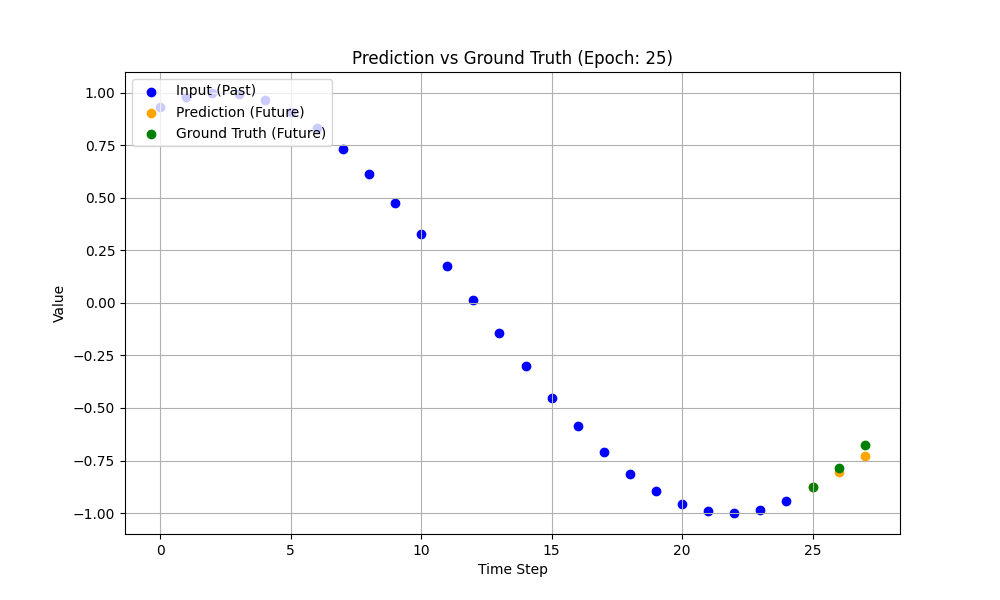 Prediction vs Ground Truth (Epoch: 25)
Input (Past)
Prediction (Future)
Ground Truth (Future)
1.00
0.75
0.50
0.25
0.00
−0.25
−0.50
−0.75
−1.00
Value
0 5 10 15 20 25
Time Step